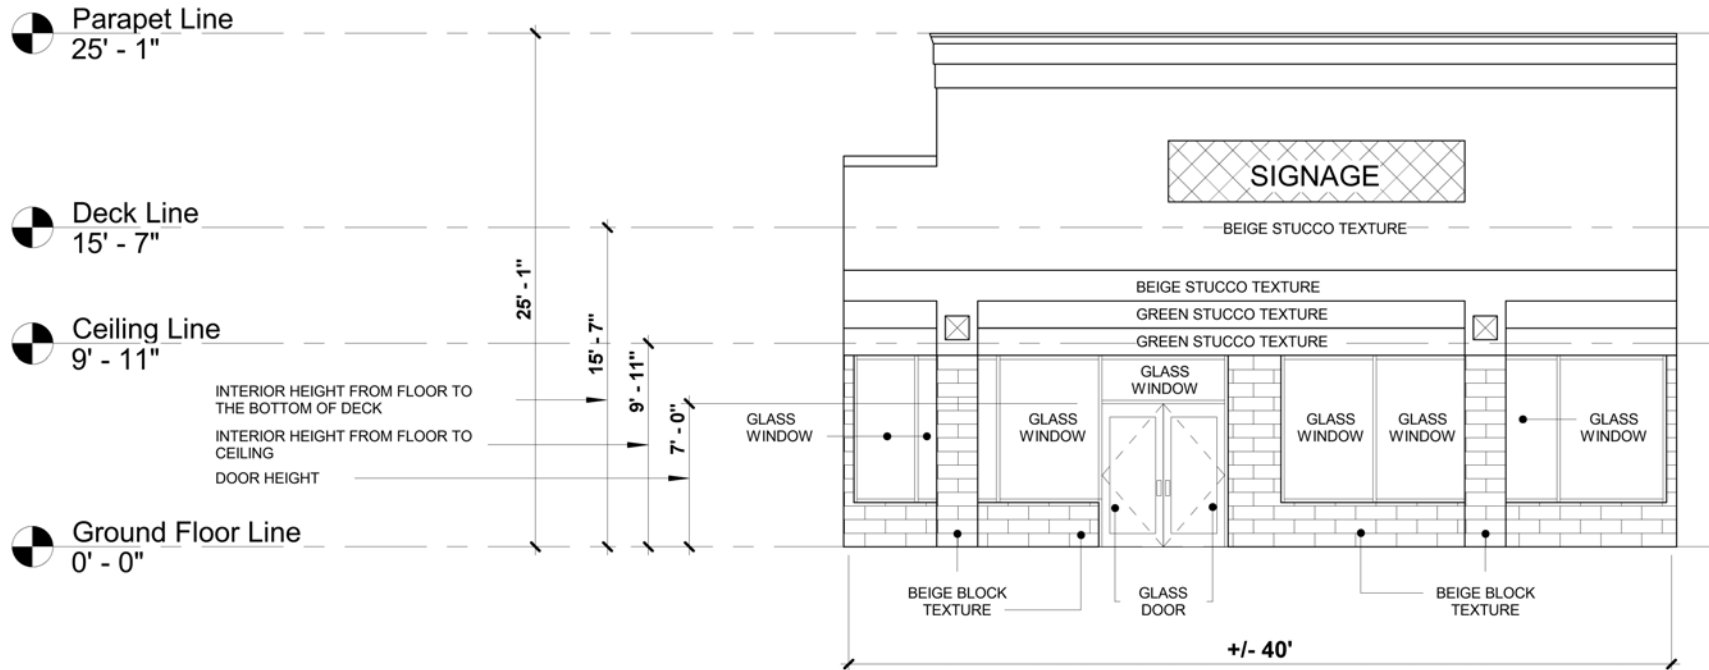 Parapet Line
25' - 1"
Deck Line
15' - 7"
Ceiling Line
9' - 11"
Ground Floor Line
0' - 0"
INTERIOR HEIGHT FROM FLOOR TO
THE BOTTOM OF DECK
INTERIOR HEIGHT FROM FLOOR TO
CEILING
DOOR HEIGHT
25' - 1"
15' - 7"
9' - 11"
7' - 0"
SIGNAGE
BEIGE STUCCO TEXTURE
BEIGE STUCCO TEXTURE
GREEN STUCCO TEXTURE
GREEN STUCCO TEXTURE
GLASS
WINDOW
GLASS
WINDOW
GLASS
WINDOW
GLASS
WINDOW
GLASS
WINDOW
GLASS
WINDOW
BEIGE BLOCK
TEXTURE
GLASS
DOOR
BEIGE BLOCK
TEXTURE
+/- 40'